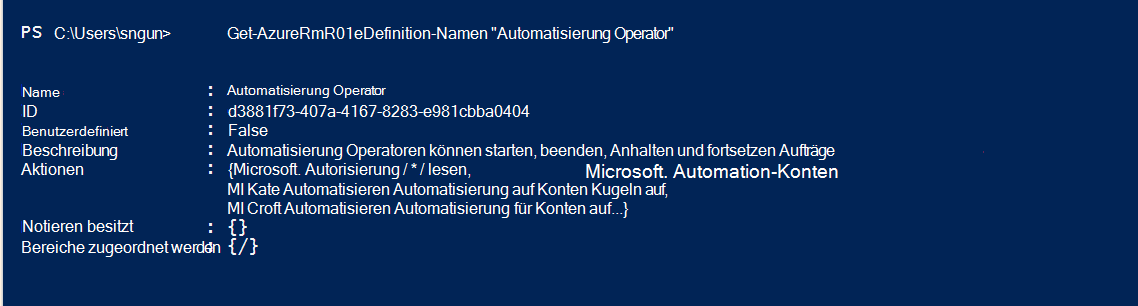 PS C:\Users\sngun> Get-AzureRmR01eDefinition-Namen "Automatisierung Operator"
Name : Automatisierung Operator
ID : d3881f73-407a-4167-8283-e981cbba0404
Benutzerdefiniert : False
Beschreibung : Automatisierung Operatoren können starten, beenden, Anhalten und fortsetzen Aufträge
Aktionen : {Microsoft. Autorisierung / * / lesen, Microsoft. Automation-Konten
MI Kate Automatisieren Automatisierung auf Konten Kugeln auf,
MI Croft Automatisieren Automatisierung für Konten auf...}
Notieren besitzt : {}
Bereiche zugeordnet werden : {/}